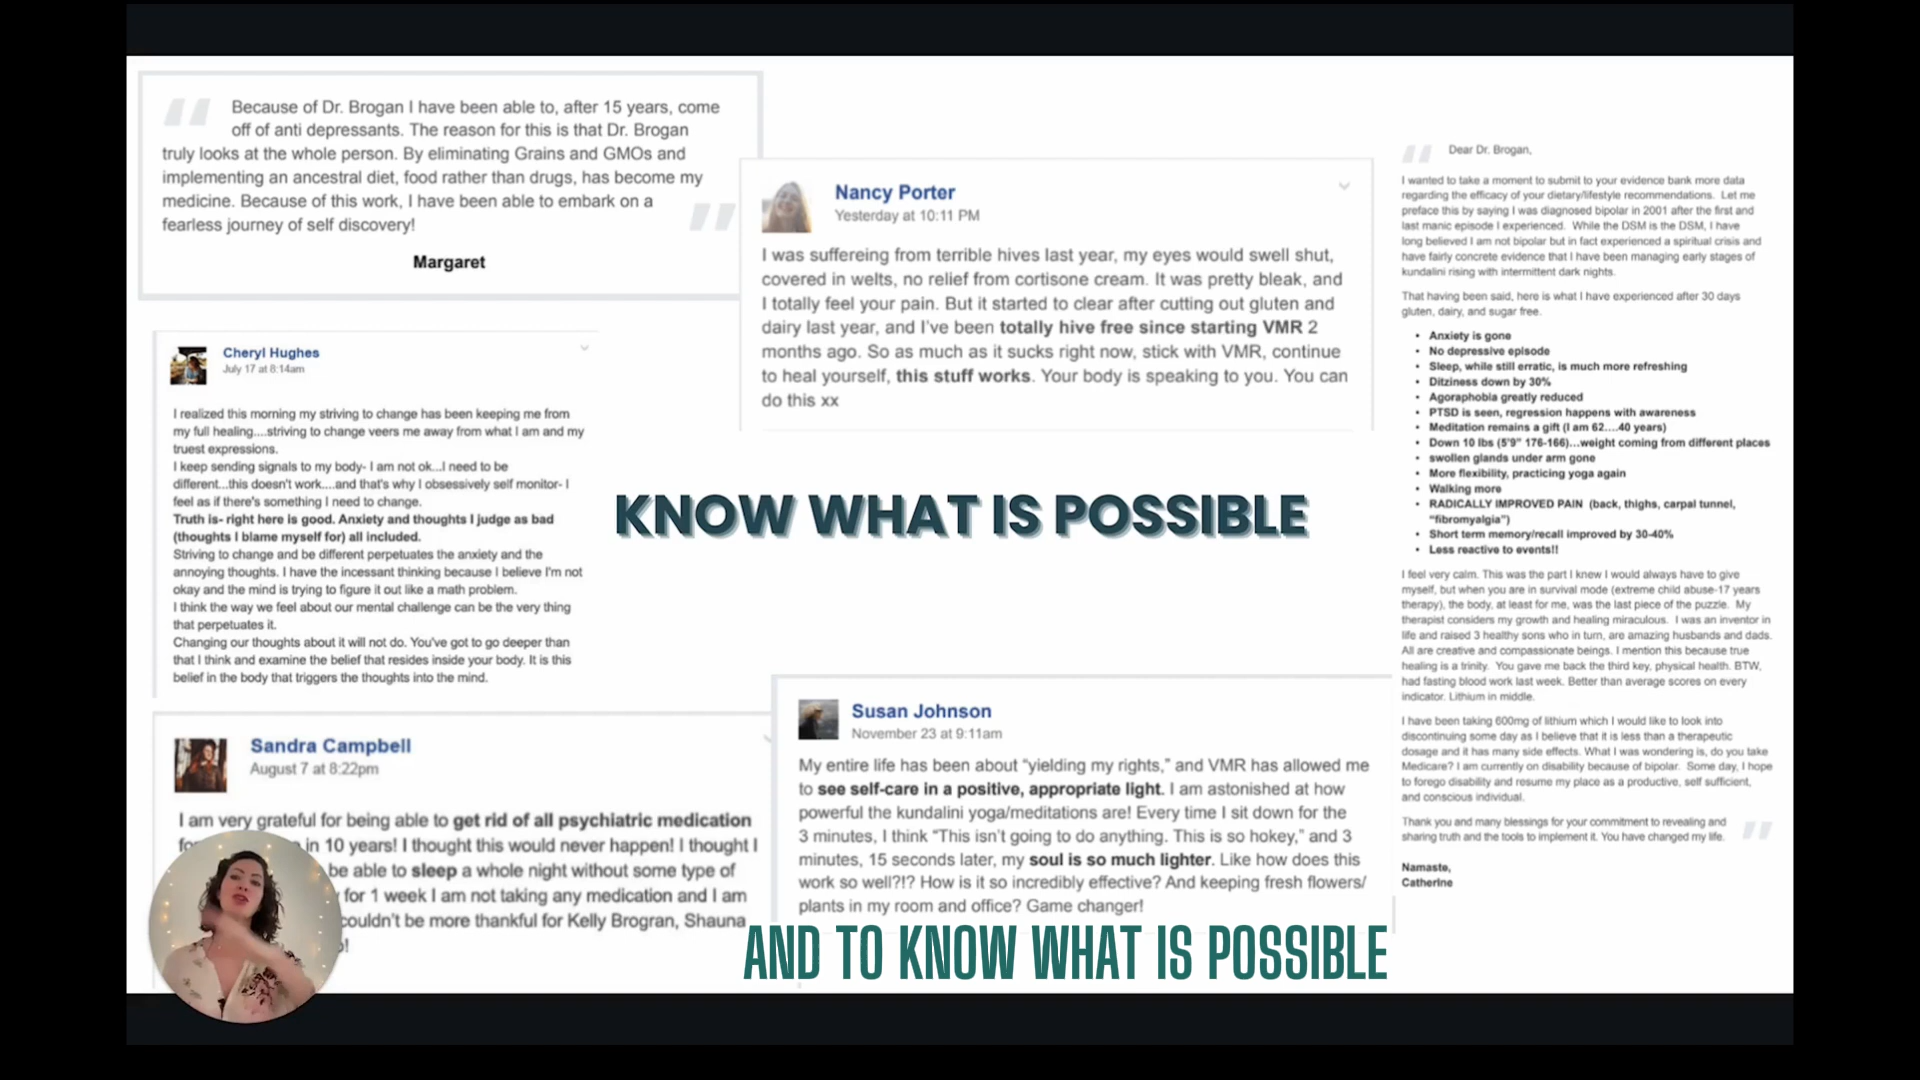 Because of Dr. Brogan I have been able to, after 15 years, come
off of anti depressants. The reason for this is that Dr. Brogan
truly looks at the whole person. By eliminating Grains and GMOs and
implementing an ancestral diet, food rather than drugs, has become my
medicine. Because of this work, I have been able to embark on a
fearless journey of self discovery!
Margaret
Nancy Porter
Yesterday at 10:11 PM
I was suffereing from terrible hives last year, my eyes would swell shut,
covered in welts, no relief from cortisone cream. It was pretty bleak, and
I totally feel your pain. But it started to clear after cutting out gluten and
dairy last year, and I've been totally hive free since starting VMR 2
months ago. So as much as it sucks right now, stick with VMR, continue
to heal yourself, this stuff works. Your body is speaking to you. You can
do this xx
Cheryl Hughes
July 17 at 8:14am
I realized this morning my striving to change has been keeping me from
my full healing....striving to change veers me away from what I am and my
truest expressions.
I keep sending signals to my body- I am not ok...I need to be
different...this doesn't work....and that's why I obsessively self monitor- I
feel as if there's something I need to change.
Truth is- right here is good. Anxiety and thoughts I judge as bad
(thoughts I blame myself for) all included.
Striving to change and be different perpetuates the anxiety and the
annoying thoughts. I have the incessant thinking because I believe I'm not
okay and the mind is trying to figure it out like a math problem.
I think the way we feel about our mental challenge can be the very thing
that perpetuates it.
Changing our thoughts about it will not do. You've got to go deeper than
that I think and examine the belief that resides inside your body. It is this
belief in the body that triggers the thoughts into the mind.
KNOW WHAT IS POSSIBLE
Sandra Campbell
August 7 at 8:22pm
I am very grateful for being able to get rid of all psychiatric medication
in 10 years! I thought this would never happen! I thought I
be able to sleep a whole night without some type of
for 1 week I am not taking any medication and I am
couldn't be more thankful for Kelly Brogran, Shauna
Susan Johnson
November 23 at 9:11am
My entire life has been about “yielding my rights,” and VMR has allowed me
to see self-care in a positive, appropriate light. I am astonished at how
powerful the kundalini yoga/meditations are! Every time I sit down for the
3 minutes, I think “This isn't going to do anything. This is so hokey,” and 3
minutes, 15 seconds later, my soul is so much lighter. Like how does this
work so well?!? How is it so incredibly effective? And keeping fresh flowers/
plants in my room and office? Game changer!
Dear Dr. Brogan,
I wanted to take a moment to submit to your evidence bank more data
regarding the efficacy of your dietary/lifestyle recommendations. Let me
preface this by saying I was diagnosed bipolar in 2001 after the first and
last manic episode I experienced. While the DSM is the DSM, I have
long believed I am not bipolar but in fact experienced a spiritual crisis and
have fairly concrete evidence that I have been managing early stages of
kundalini rising with intermittent dark nights.
That having been said, here is what I have experienced after 30 days
gluten, dairy, and sugar free.
• Anxiety is gone
• No depressive episode
• Sleep, while still erratic, is much more refreshing
• Ditziness down by 30%
• Agoraphobia greatly reduced
• PTSD is seen, regression happens with awareness
• Meditation remains a gift (I am 62....40 years)
• Down 10 lbs (5'9" 176-166)...weight coming from different places
• swollen glands under arm gone
• More flexibility, practicing yoga again
• Walking more
• RADICALLY IMPROVED PAIN (back, thighs, carpal tunnel,
“fibromyalgia”)
• Short term memory/recall improved by 30-40%
• Less reactive to events!!
I feel very calm. This was the part I knew I would always have to give
myself, but when you are in survival mode (extreme child abuse-17 years
therapy), the body, at least for me, was the last piece of the puzzle. My
therapist considers my growth and healing miraculous. I was an inventor in
life and raised 3 healthy sons who in turn, are amazing husbands and dads.
All are creative and compassionate beings. I mention this because true
healing is a trinity. You gave me back the third key, physical health. BTW,
had fasting blood work last week. Better than average scores on every
indicator. Lithium in middle.
I have been taking 600mg of lithium which I would like to look into
discontinuing some day as I believe that it is less than a therapeutic
dosage and it has many side effects. What I was wondering is, do you take
Medicare? I am currently on disability because of bipolar. Some day, I hope
to forego disability and resume my place as a productive, self sufficient,
and conscious individual.
Thank you and many blessings for your commitment to revealing and
sharing truth and the tools to implement it. You have changed my life.
Namaste,
Catherine
AND TO KNOW WHAT IS POSSIBLE